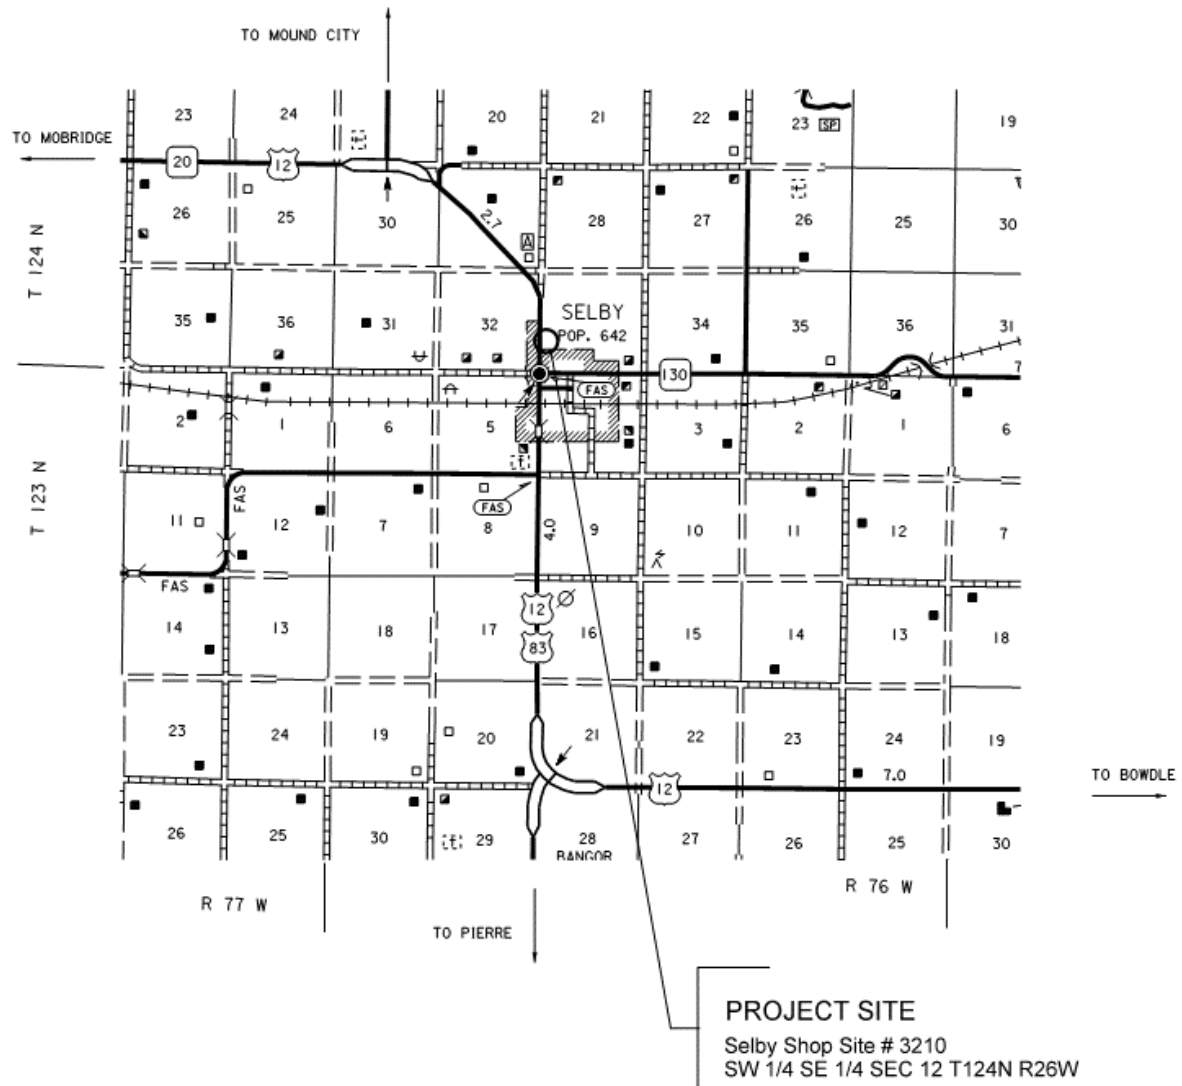 TO MOUND CITY
23 24 20 21 22 23 SP 19
TO MOBRIDGE
20 12
26 25 30 2.7 28 27 26 25 30
A
T 124 N
SELBY
POP. 642
35 36 31 32 34 35 36 31
130
FAS
2 1 6 5 3 2 1 6
T 123 N
FAS
11 12 7 8 FAS 4.0 9 10 11 12 7
FAS
12
14 13 18 17 16 15 14 13 18
83
23 24 19 20 21 22 23 24 19
7.0
TO BOWDLE
12
26 25 30 29 28 27 26 25 30
BANGOR
R 77 W
R 76 W
TO PIERRE
PROJECT SITE
Selby Shop Site # 3210
SW 1/4 SE 1/4 SEC 12 T124N R26W